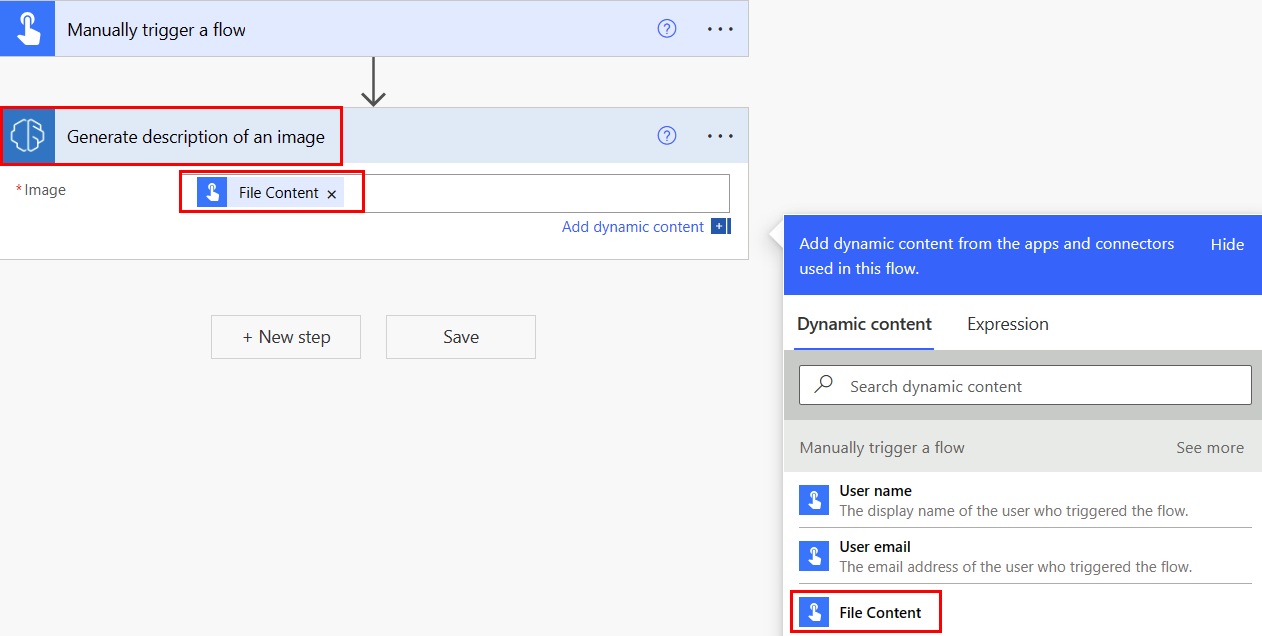 Manually trigger a flow
Generate description of an image
* Image
File Content ×
Add dynamic content
Add dynamic content from the apps and connectors
used in this flow.
Hide
Dynamic content
Expression
Search dynamic content
Manually trigger a flow
See more
User name
The display name of the user who triggered the flow.
User email
The email address of the user who triggered the flow.
File Content
+ New step
Save